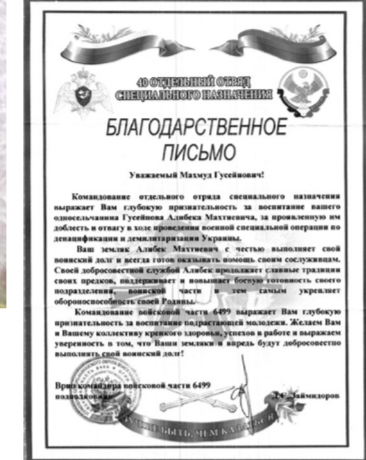 40 ОТДЕЛЬНЫЙ ОТРЯД
СПЕЦИАЛЬНОГО НАЗНАЧЕНИЯ
БЛАГОДАРСТВЕННОЕ
ПИСЬМО
Уважаемый Махмуд Гусейнович!
Командование отдельного отряда специального назначения
выражает Вам глубокую признательность за воспитание вашего
односельчанина Гусейнова Алибека Махтиевича, за проявленную им
доблесть и отвагу в ходе проведения военной специальной операции по
денацификации и демилитаризации Украины.
Ваш земляк Алибек Махтиевич с честью выполняет свой
воинский долг и всегда готов оказывать помощь своим сослуживцам.
Своей добросовестной службой Алибек продолжает славные традиции
своих предков, поддерживает и повышает боевую готовность своего
подразделения, воинской части и тем самым укрепляет
обороноспособность своей Родины.
Командование войсковой части 6499 выражает Вам глубокую
признательность за воспитание подрастающей молодежи. Желаем Вам
и Вашему коллективу крепкого здоровья, успехов в работе и выражаем
уверенность в том, что Ваши земляки и впредь будут добросовестно
выполнять свой воинский долг!
Врио командира войсковой части 6499
подполковник Даймидоров
БЫТЬ, ЧЕМ КАЗАТЬСЯ